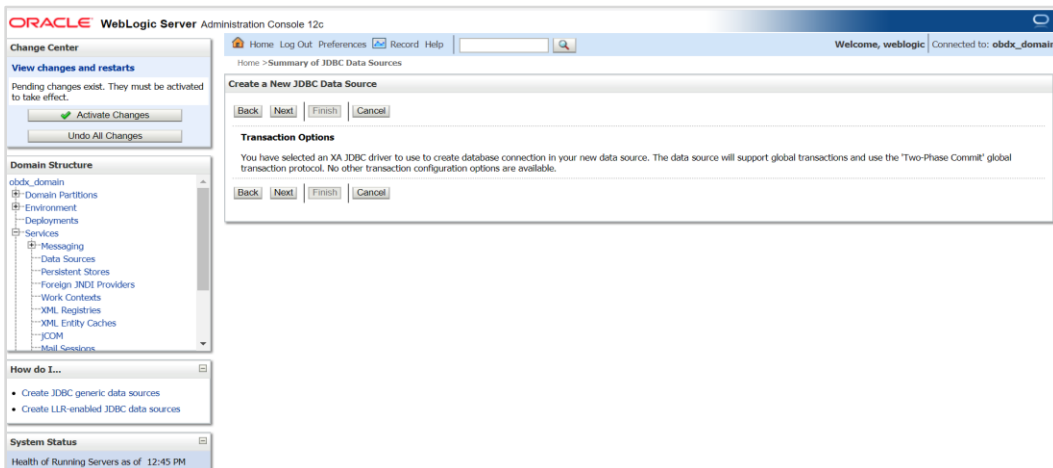 ORACLE WebLogic Server Administration Console 12c
Change Center
View changes and restarts
Pending changes exist. They must be activated
to take effect.
Activate Changes
Undo All Changes
Domain Structure
obdx_domain
Domain Partitions
Environment
Deployments
Services
Messaging
Data Sources
Persistent Stores
Foreign JNDI Providers
Work Contexts
XML Registries
XML Entity Caches
jCOM
Mail Sessions
How do I...
Create JDBC generic data sources
Create LLR-enabled JDBC data sources
System Status
Health of Running Servers as of 12:45 PM
Home Log Out Preferences Record Help
Welcome, weblogic Connected to: obdx_domain
Home >Summary of JDBC Data Sources
Create a New JDBC Data Source
Back Next Finish Cancel
Transaction Options
You have selected an XA JDBC driver to use to create database connection in your new data source. The data source will support global transactions and use the 'Two-Phase Commit' global
transaction protocol. No other transaction configuration options are available.
Back Next Finish Cancel